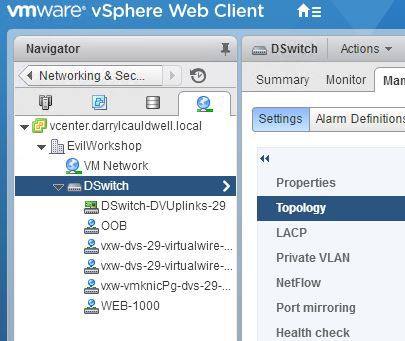 vmware® vSphere Web Client
Navigator
Networking & Sec...
vcenter.darrylcauldwell.local
EvilWorkshop
VM Network
DSwitch
DSwitch-DVUplinks-29
OOB
vxw-dvs-29-virtualwire-...
vxw-dvs-29-virtualwire-...
vxw-vmknicPg-dvs-29-...
WEB-1000
DSwitch Actions
Summary Monitor Man
Settings Alarm Definitions
Properties
Topology
LACP
Private VLAN
NetFlow
Port mirroring
Health check